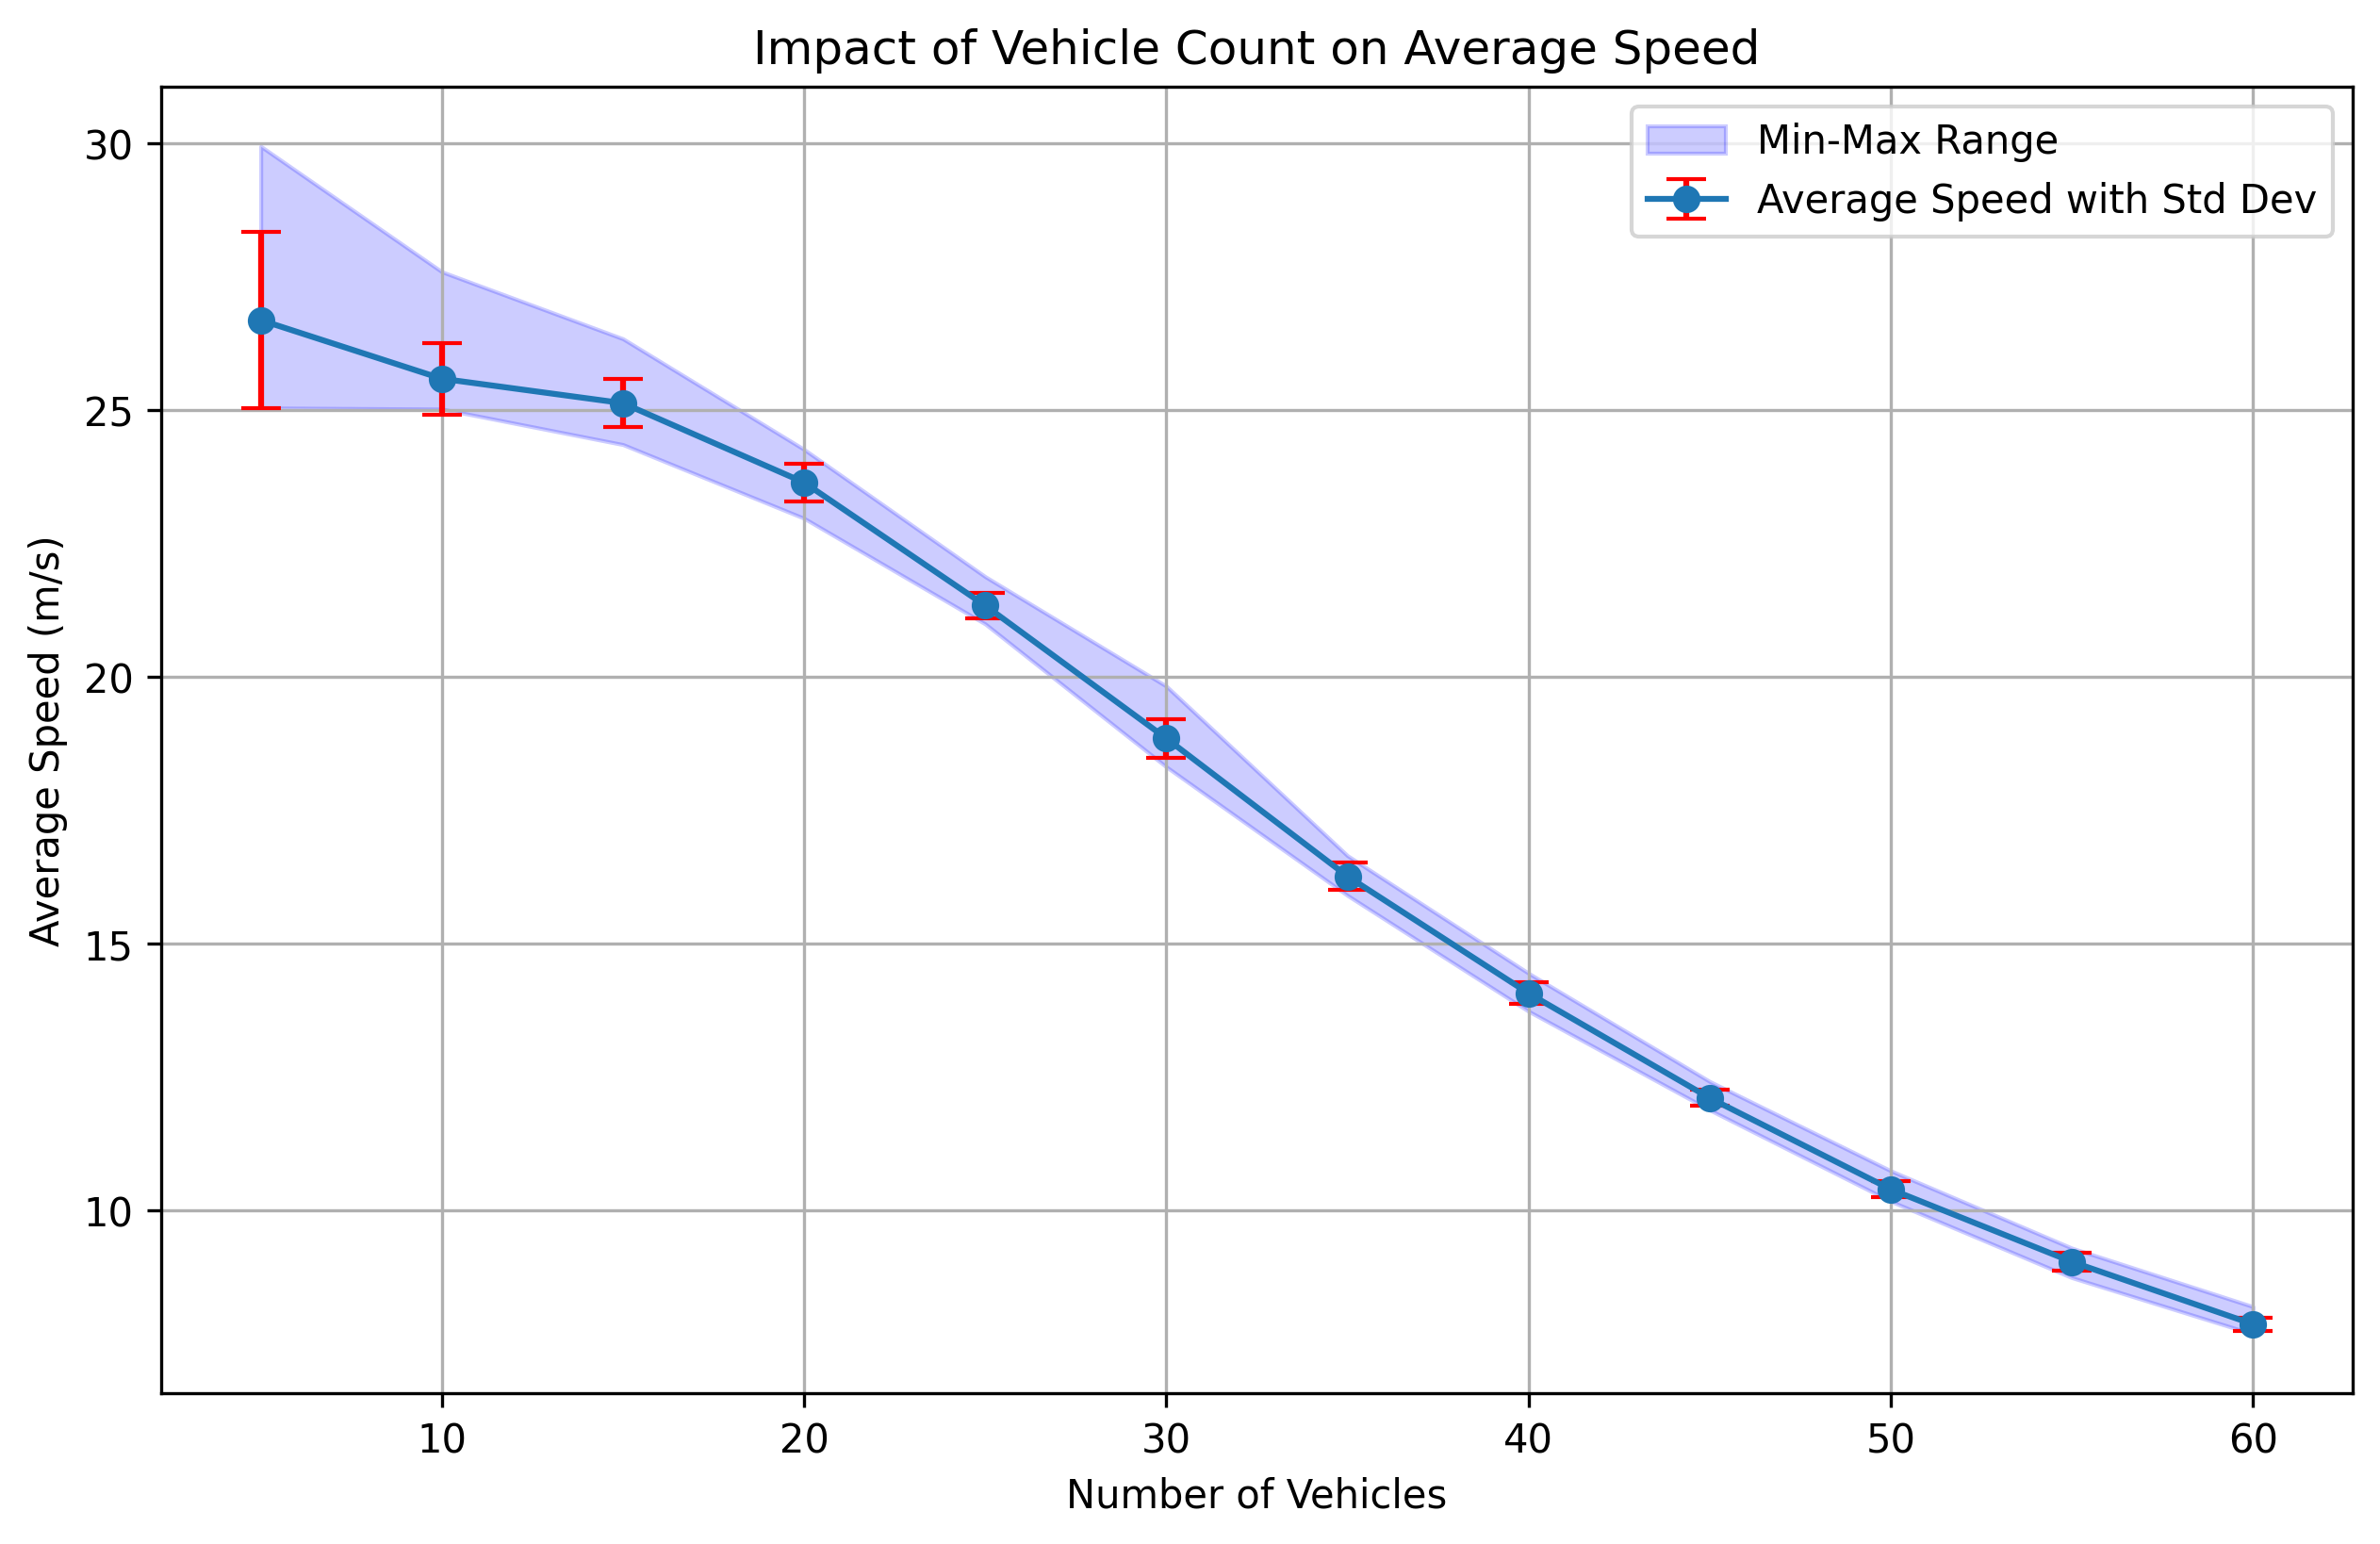 Impact of Vehicle Count on Average Speed
Min-Max Range
Average Speed with Std Dev
Average Speed (m/s)
30
25
20
15
10
10 20 30 40 50 60
Number of Vehicles